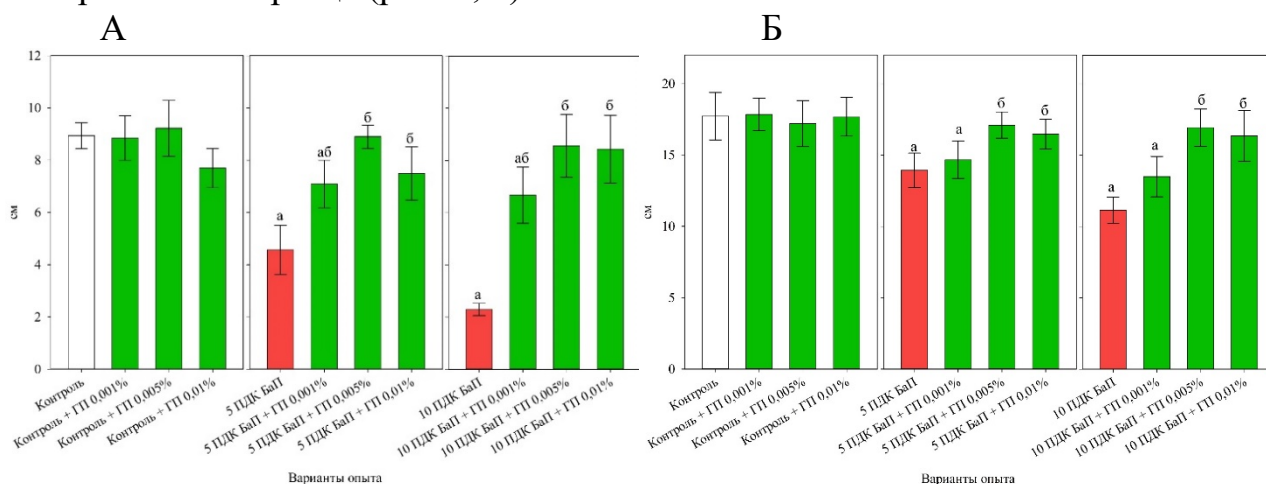 А
12
10
8
6
4
2
0
см
а
аб
б
б
а
аб
б
б
Контроль
Контроль + ГП 0,001%
Контроль + ГП 0,005%
Контроль + ГП 0,01%
5 ПДК БаП
5 ПДК БаП + ГП 0,001%
5 ПДК БаП + ГП 0,005%
5 ПДК БаП + ГП 0,01%
10 ПДК БаП
10 ПДК БаП + ГП 0,001%
10 ПДК БаП + ГП 0,005%
10 ПДК БаП + ГП 0,01%
Варианты опыта
Б
20
15
10
5
0
см
а
а
б
б
а
а
б
б
Контроль
Контроль + ГП 0,001%
Контроль + ГП 0,005%
Контроль + ГП 0,01%
5 ПДК БаП
5 ПДК БаП + ГП 0,001%
5 ПДК БаП + ГП 0,005%
5 ПДК БаП + ГП 0,01%
10 ПДК БаП
10 ПДК БаП + ГП 0,001%
10 ПДК БаП + ГП 0,005%
10 ПДК БаП + ГП 0,01%
Варианты опыта